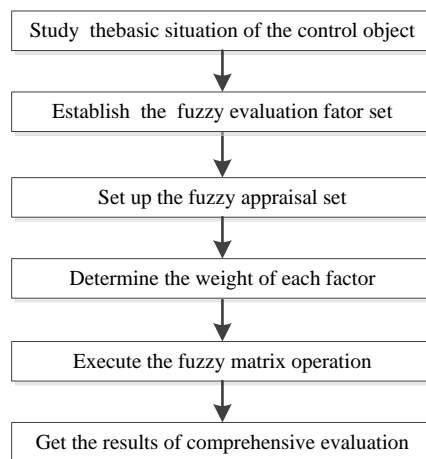 Study thebasic situation of the control object
Establish the fuzzy evaluation fator set
Set up the fuzzy appraisal set
Determine the weight of each factor
Execute the fuzzy matrix operation
Get the results of comprehensive evaluation